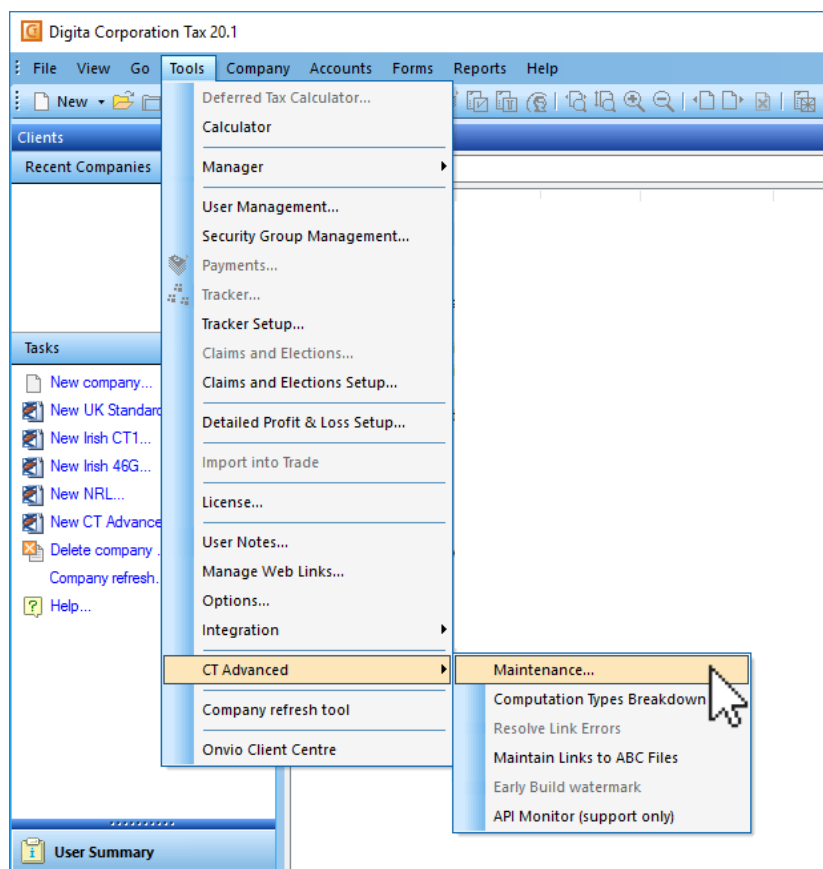 Digita Corporation Tax 20.1
File View Go Tools Company Accounts Forms Reports Help
New
Clients
Recent Companies
Deferred Tax Calculator...
Calculator
Manager
User Management...
Security Group Management...
Payments...
Tracker...
Tracker Setup...
Claims and Elections...
Claims and Elections Setup...
Detailed Profit & Loss Setup...
Import into Trade
License...
User Notes...
Manage Web Links...
Options...
Integration
CT Advanced
Company refresh tool
Onvio Client Centre
Maintenance...
Computation Types Breakdown
Resolve Link Errors
Maintain Links to ABC Files
Early Build watermark
API Monitor (support only)
Tasks
New company...
New UK Standard
New Irish CT1...
New Irish 46G...
New NRL...
New CT Advance
Delete company .
Company refresh.
Help...
User Summary